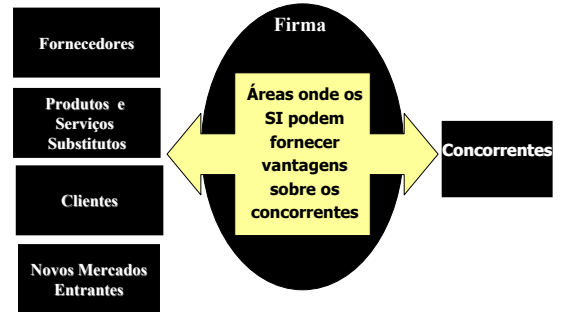 Fornecedores
Produtos e
Serviços
Substitutos
Clientes
Novos Mercados
Entrantes
Firma
Áreas onde os
SI podem
fornecer
vantagens
sobre os
concorrentes
Concorrentes